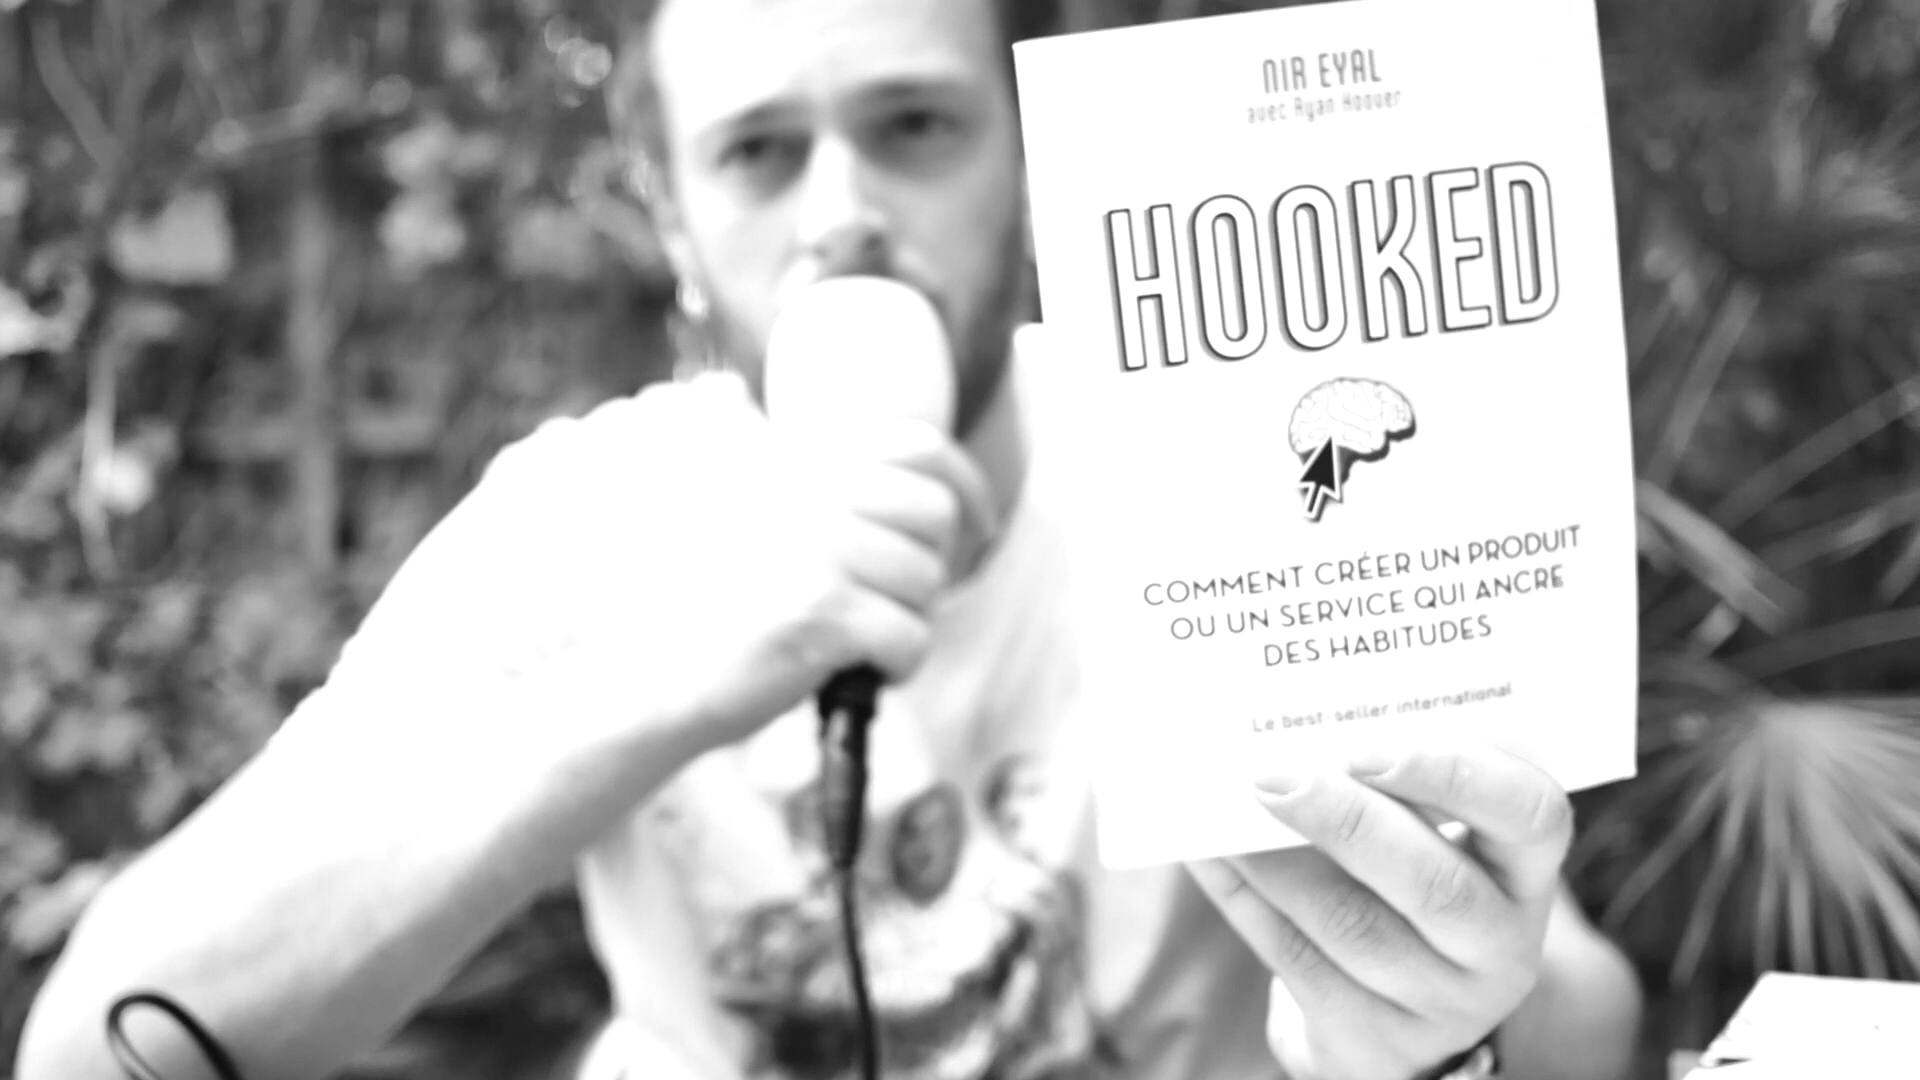 NIR EYAL
avec Ryan Hoover
HOOKED
COMMENT CRÉER UN PRODUIT
OU UN SERVICE QUI ANCRE
DES HABITUDES
Le best-seller international